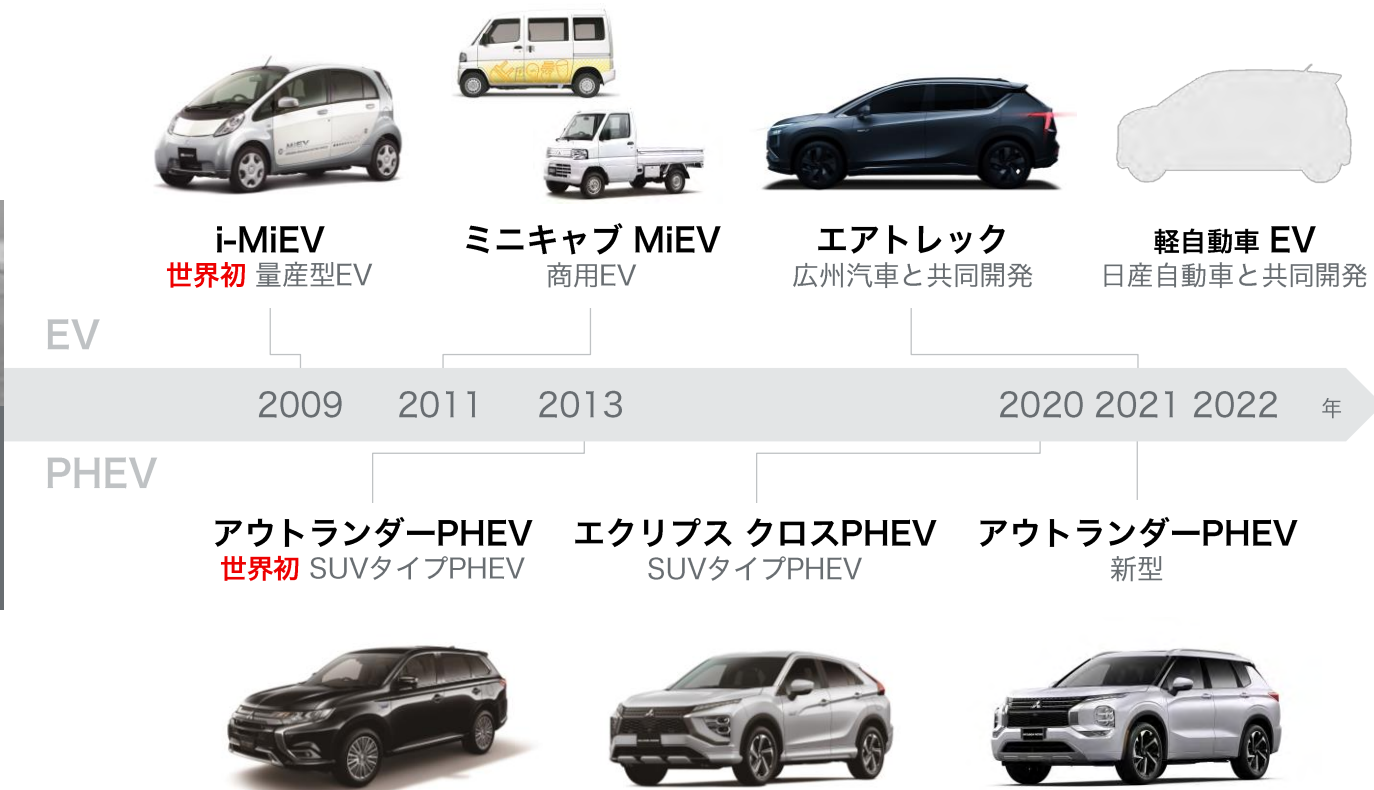 i-MiEV
世界初 量産型EV
ミニキャブ MiEV
商用EV
エアトレック
広州汽車と共同開発
軽自動車 EV
日産自動車と共同開発
EV
2009 2011 2013 2020 2021 2022 年
PHEV
アウトランダーPHEV
世界初 SUVタイプPHEV
エクリプス クロスPHEV
SUVタイプPHEV
アウトランダーPHEV
新型